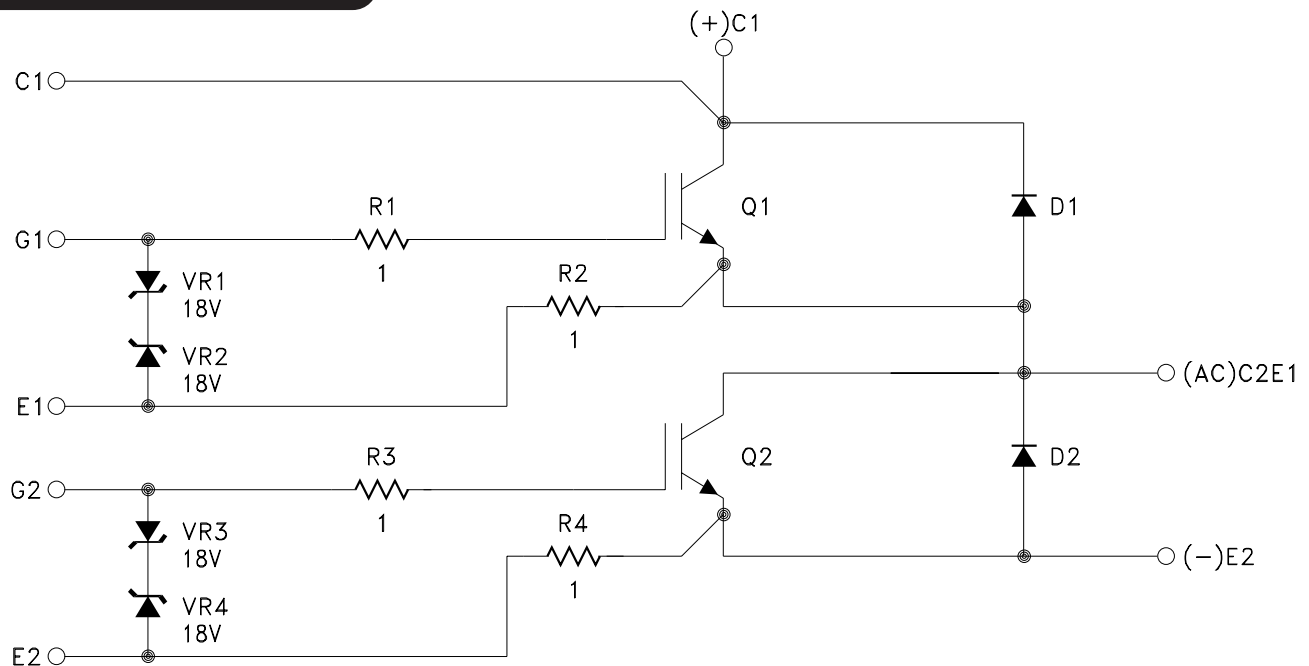 (+)C1
C1
R1
Q1
D1
G1
1
R2
VR1
18V
1
VR2
18V
(AC)C2E1
E1
R3
Q2
D2
G2
1
R4
VR3
18V
(-)E2
1
VR4
18V
E2